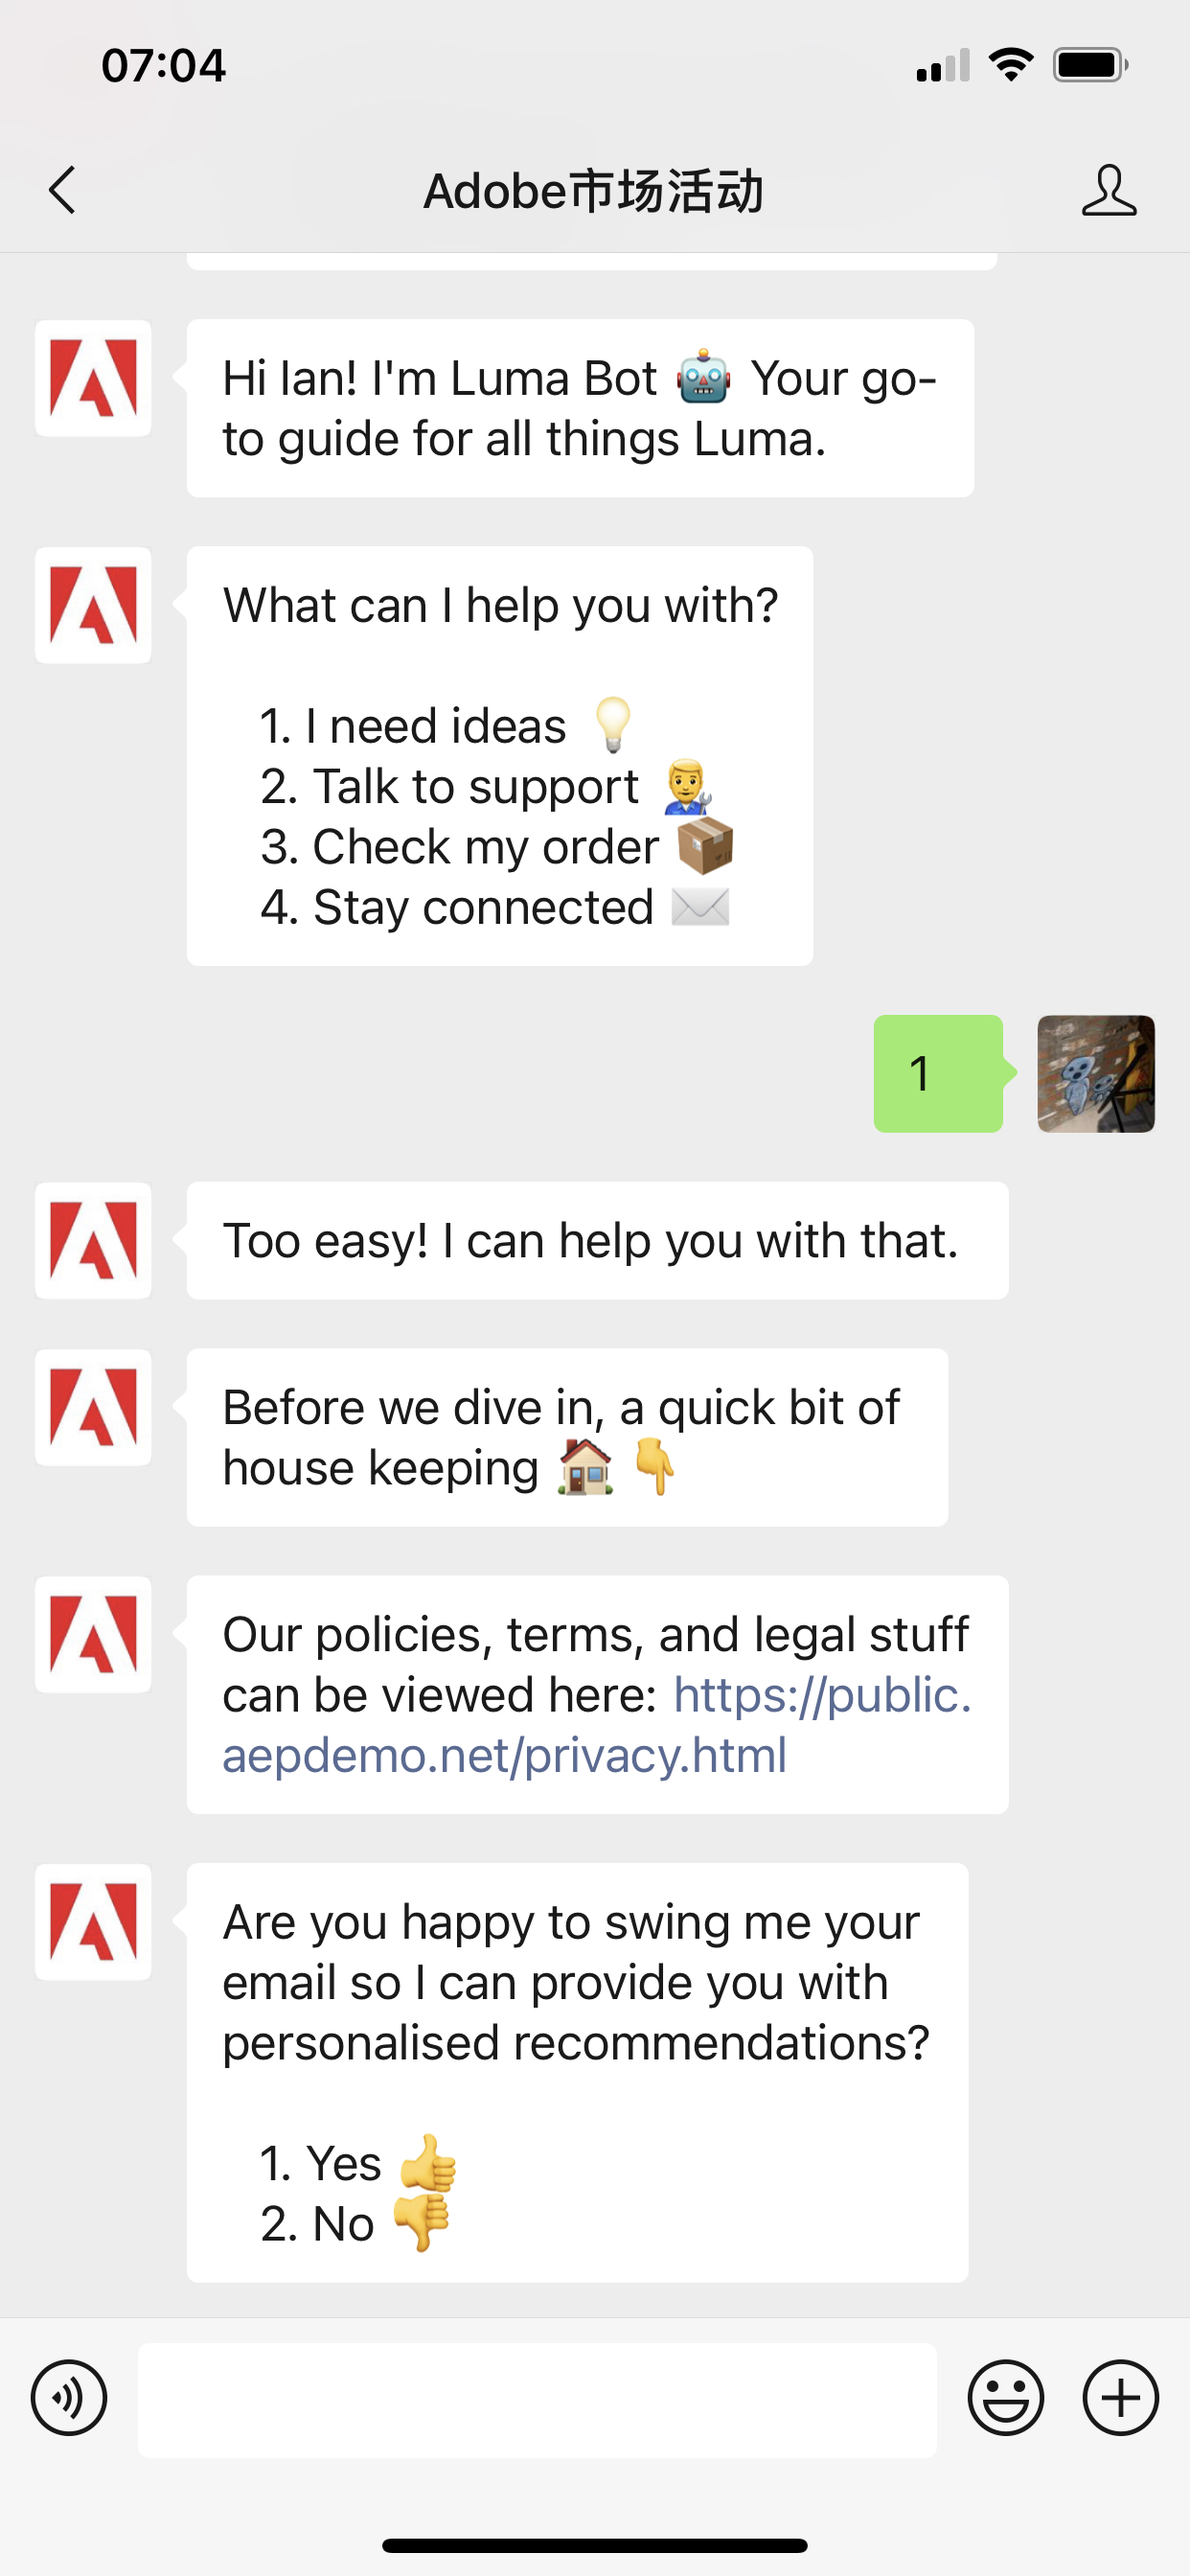 07:04
Adobe市场活动
Hi Ian! I'm Luma Bot 🤖 Your go-
to guide for all things Luma.
What can I help you with?
1. I need ideas 💡
2. Talk to support 👨‍🔧
3. Check my order 📦
4. Stay connected ✉️
1
Too easy! I can help you with that.
Before we dive in, a quick bit of
house keeping 🏠 👇
Our policies, terms, and legal stuff
can be viewed here: https://public.
aepdemo.net/privacy.html
Are you happy to swing me your
email so I can provide you with
personalised recommendations?
1. Yes 👍
2. No 👎